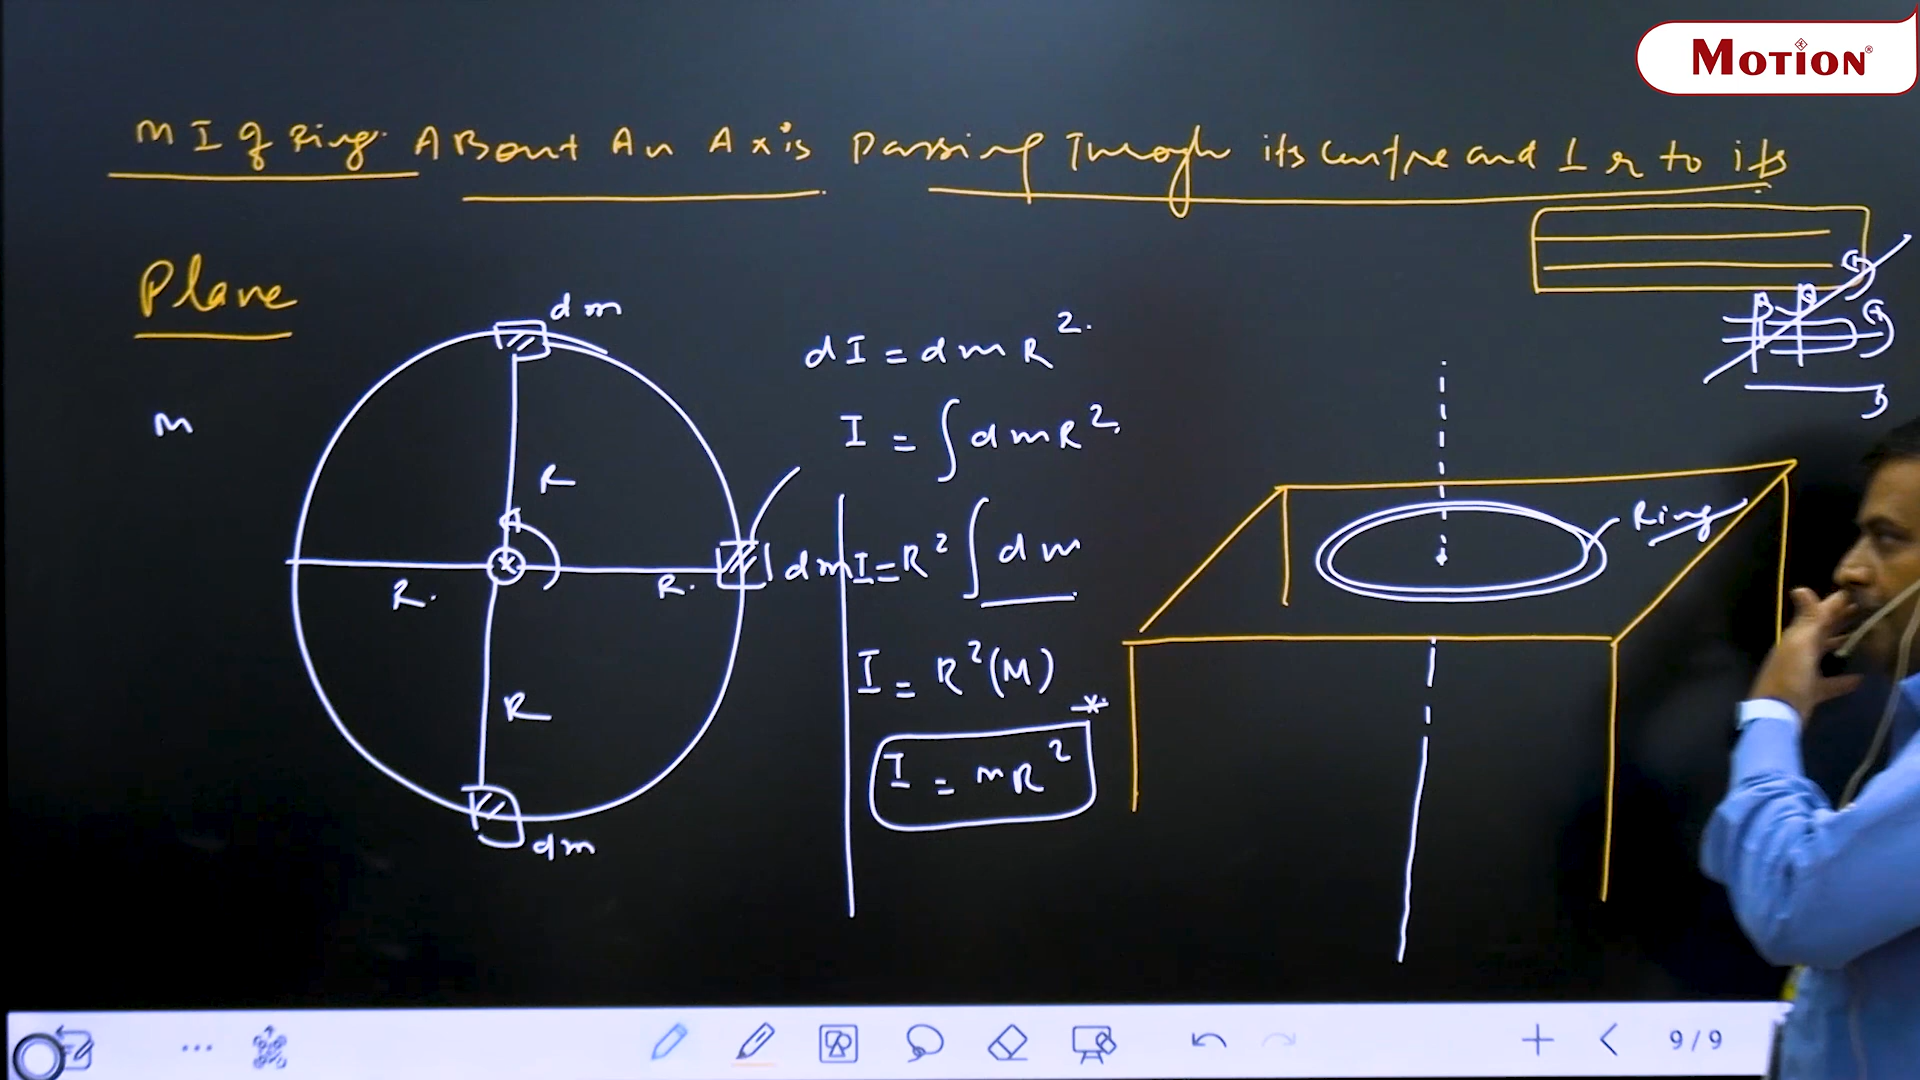 MOTION®
M I of Ring About An Axis Passing Through its centre and ⊥ r to its
Plane
M
dm
R
R.
R.
dm
R
dm
dI = dm R².
I = ∫ dm R².
I = R² ∫ dm
I = R² (M)
*
I = mR²
Ring
9/9